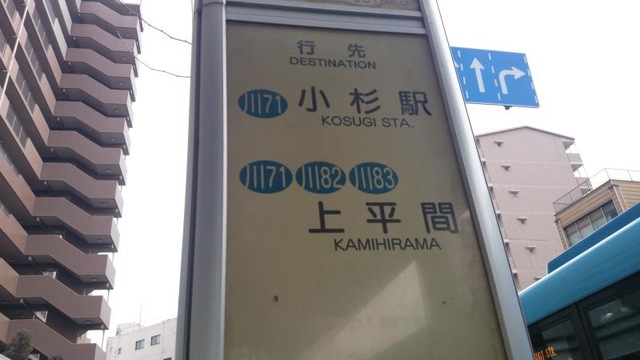 行先
DESTINATION
川71 小杉駅
KOSUGI STA.
川71 川82 川83
上平間
KAMIHIRAMA